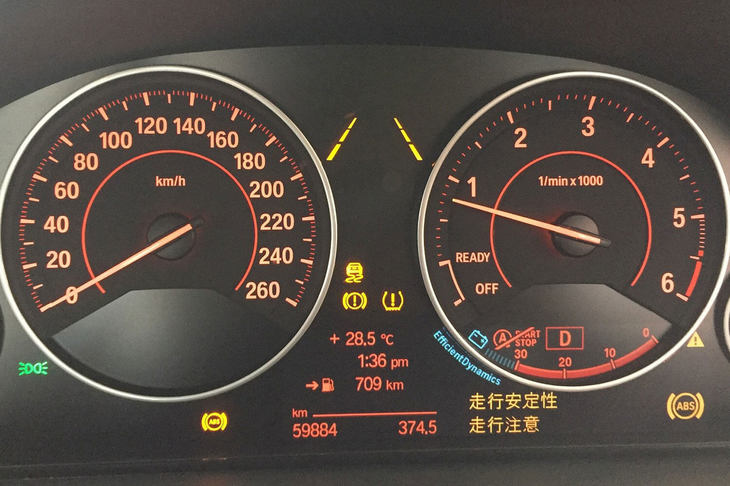 0
20
40
60
80
100
120
140
160
180
200
220
240
260
km/h
1
2
3
4
5
6
1/min x 1000
READY
OFF
+ 28.5 °C
1:36 pm
709 km
km
59884 374.5
A START
STOP
D
30 20 10 0
EfficientDynamics
ABS
走行安定性
走行注意
ABS